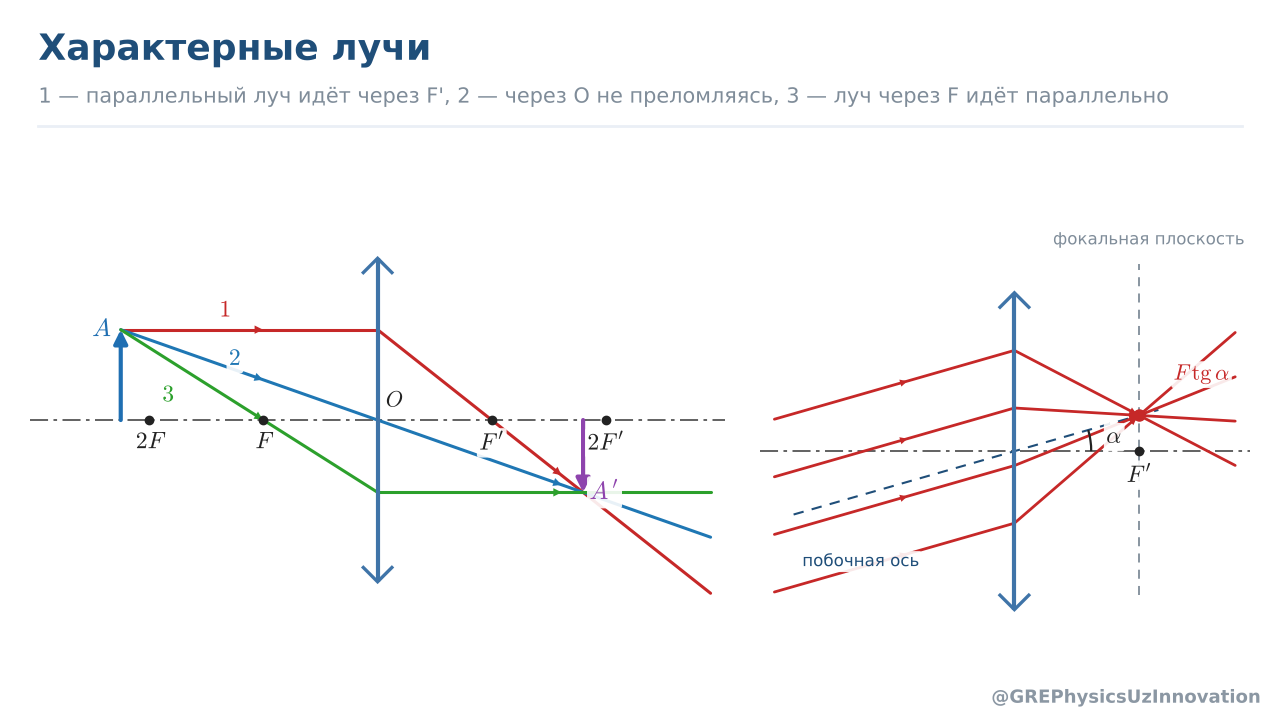 Характерные лучи
1 — параллельный луч идёт через F', 2 — через O не преломляясь, 3 — луч через F идёт параллельно
фокальная плоскость
1
A
2
3
O
2F
F
F′
2F′
A′
F tg α
α
F′
побочная ось
@GREPhysicsUzInnovation